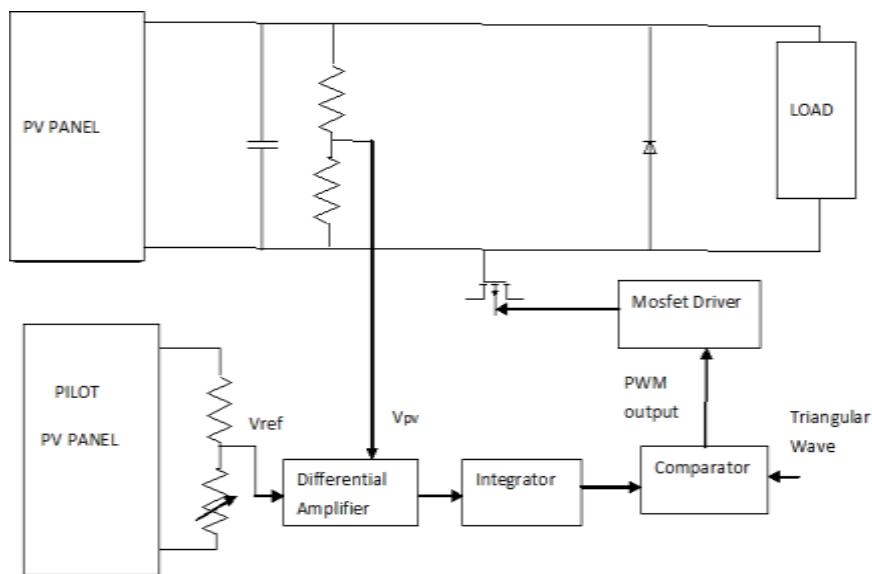 PV PANEL
LOAD
Mosfet Driver
PILOT
PV PANEL
Vref
Vpv
PWM
output
Triangular
Wave
Differential
Amplifier
Integrator
Comparator